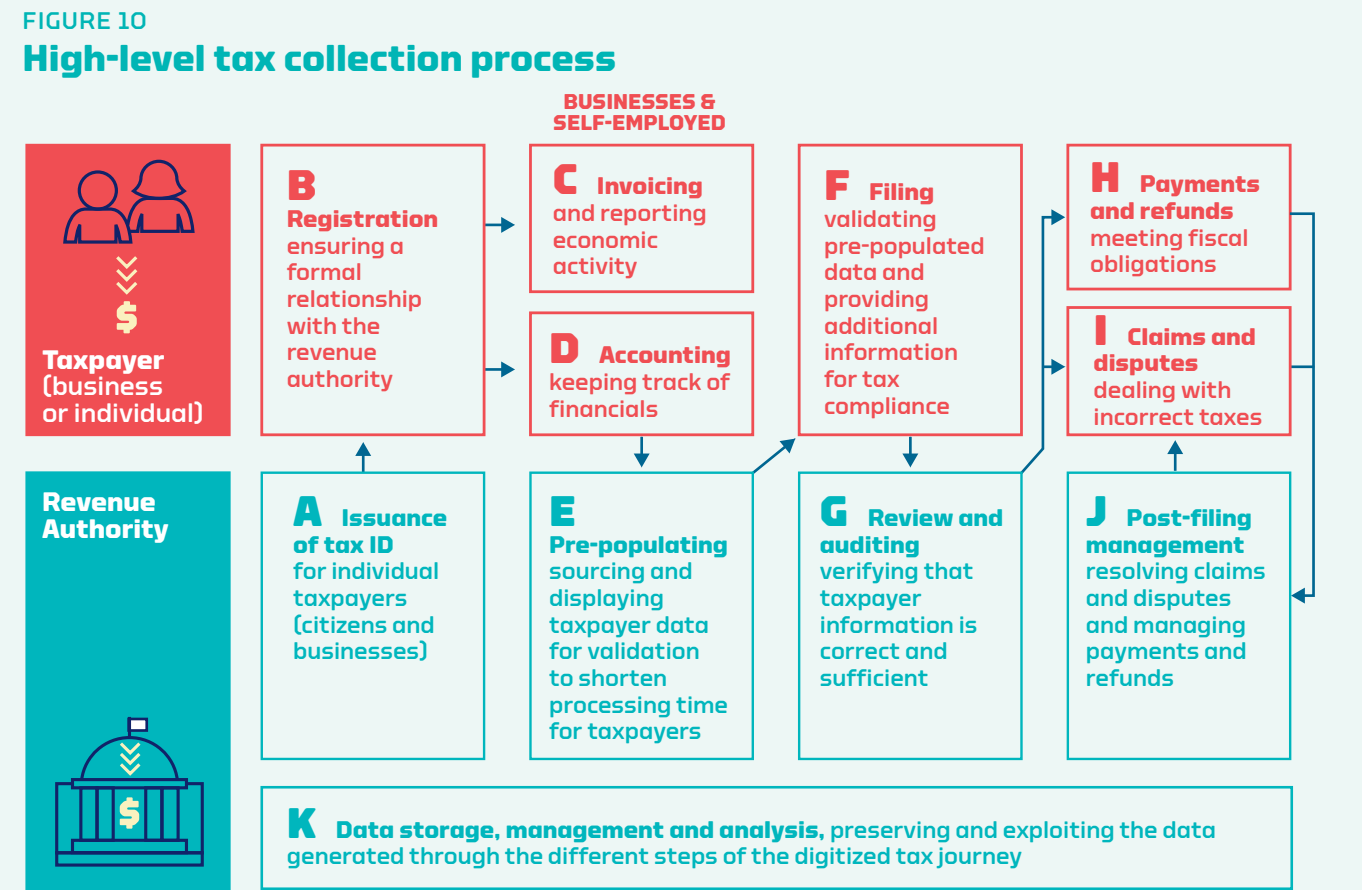 FIGURE 10
High-level tax collection process
BUSINESSES &
SELF-EMPLOYED
$
Taxpayer
(business
or individual)
B
Registration
ensuring a
formal
relationship
with the
revenue
authority
C Invoicing
and reporting
economic
activity
D Accounting
keeping track of
financials
F Filing
validating
pre-populated
data and
providing
additional
information
for tax
compliance
H Payments
and refunds
meeting fiscal
obligations
I Claims and
disputes
dealing with
incorrect taxes
Revenue
Authority
$
A Issuance
of tax ID
for individual
taxpayers
(citizens and
businesses)
E
Pre-populating
sourcing and
displaying
taxpayer data
for validation
to shorten
processing time
for taxpayers
G Review and
auditing
verifying that
taxpayer
information is
correct and
sufficient
J Post-filing
management
resolving claims
and disputes
and managing
payments and
refunds
K Data storage, management and analysis, preserving and exploiting the data
generated through the different steps of the digitized tax journey